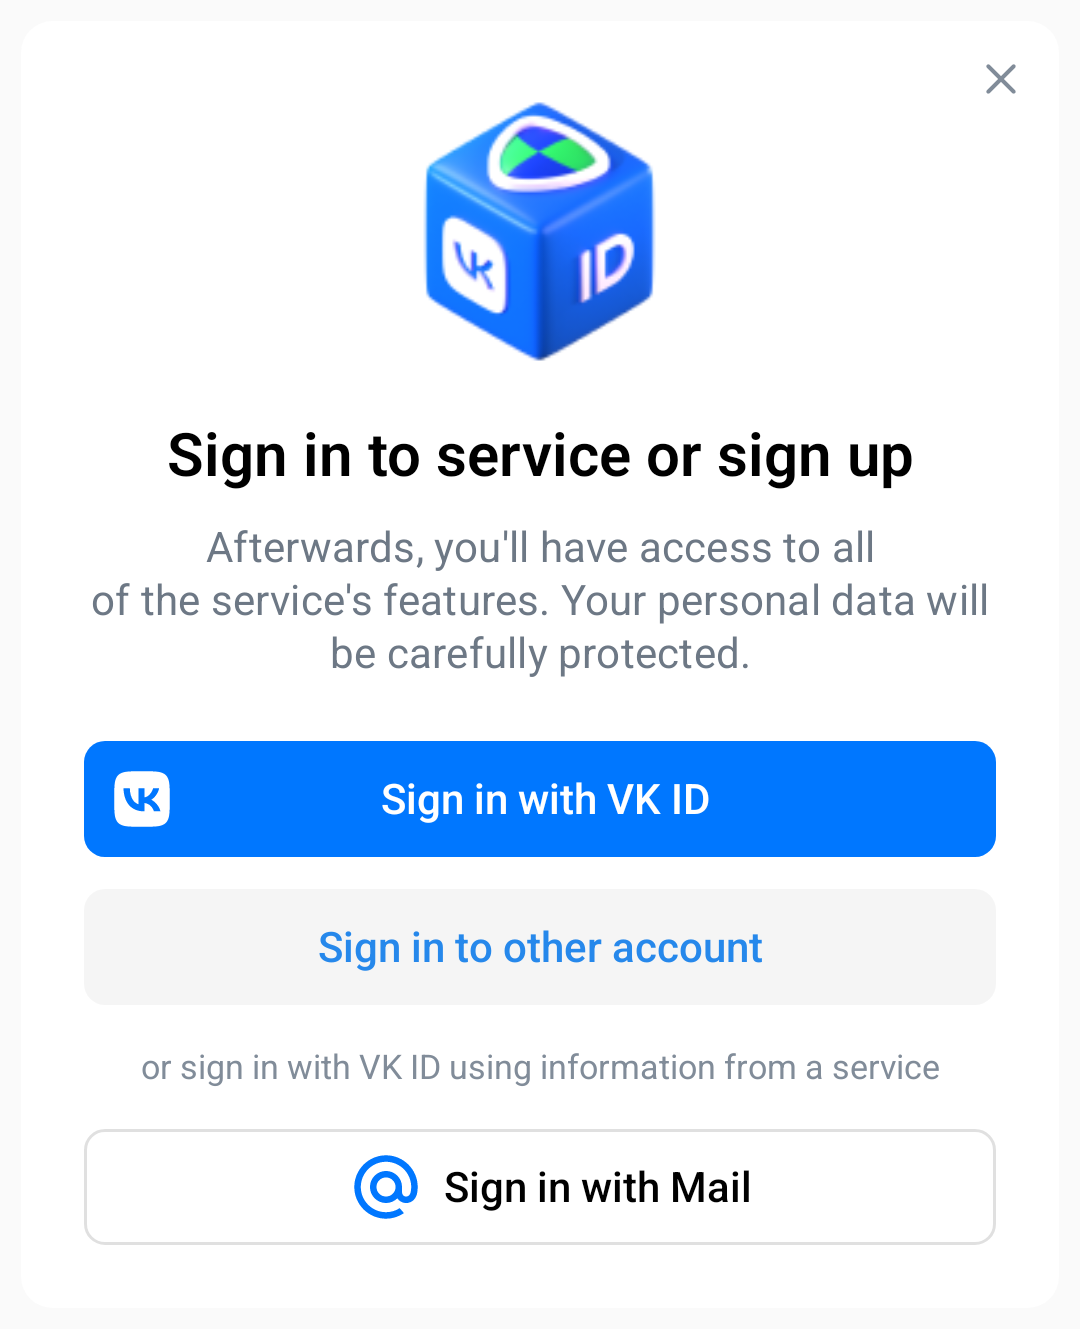 VK ID
Sign in to service or sign up
Afterwards, you'll have access to all
of the service's features. Your personal data will
be carefully protected.
VK Sign in with VK ID
Sign in to other account
or sign in with VK ID using information from a service
@ Sign in with Mail